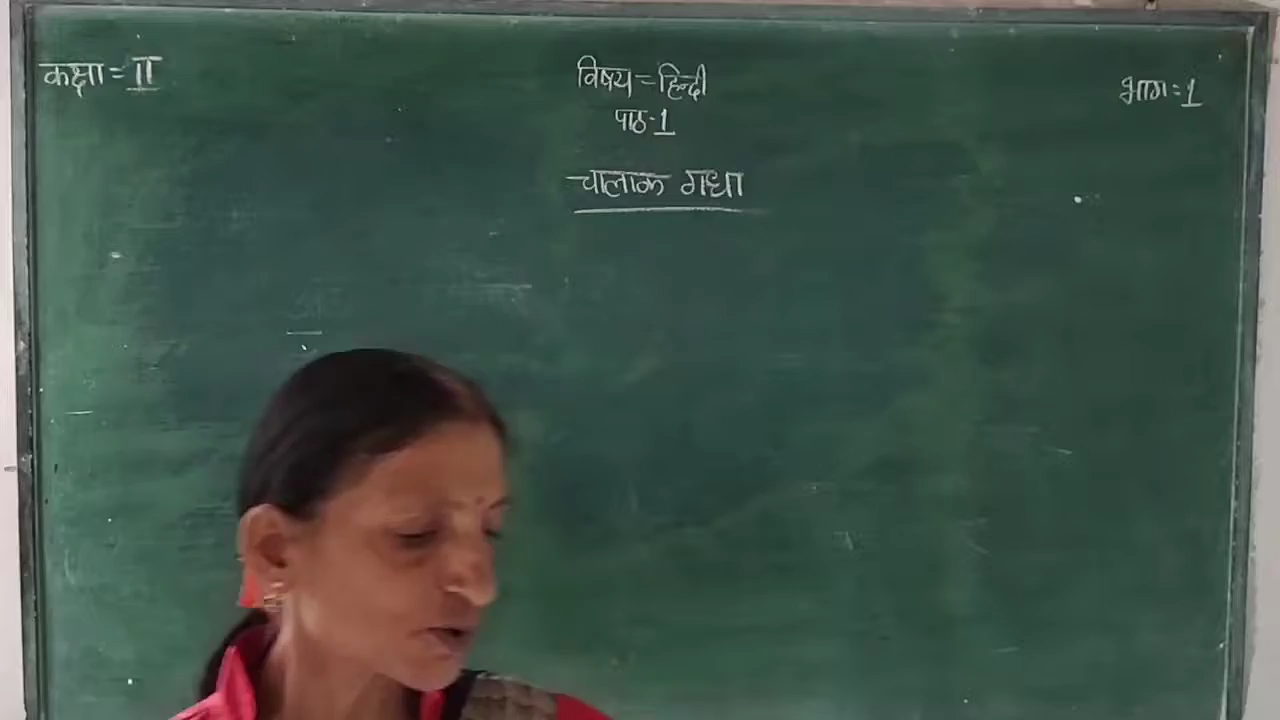 कक्षा = II
विषय = हिन्दी
भाग = 1
पाठ-1
चालाक गधा